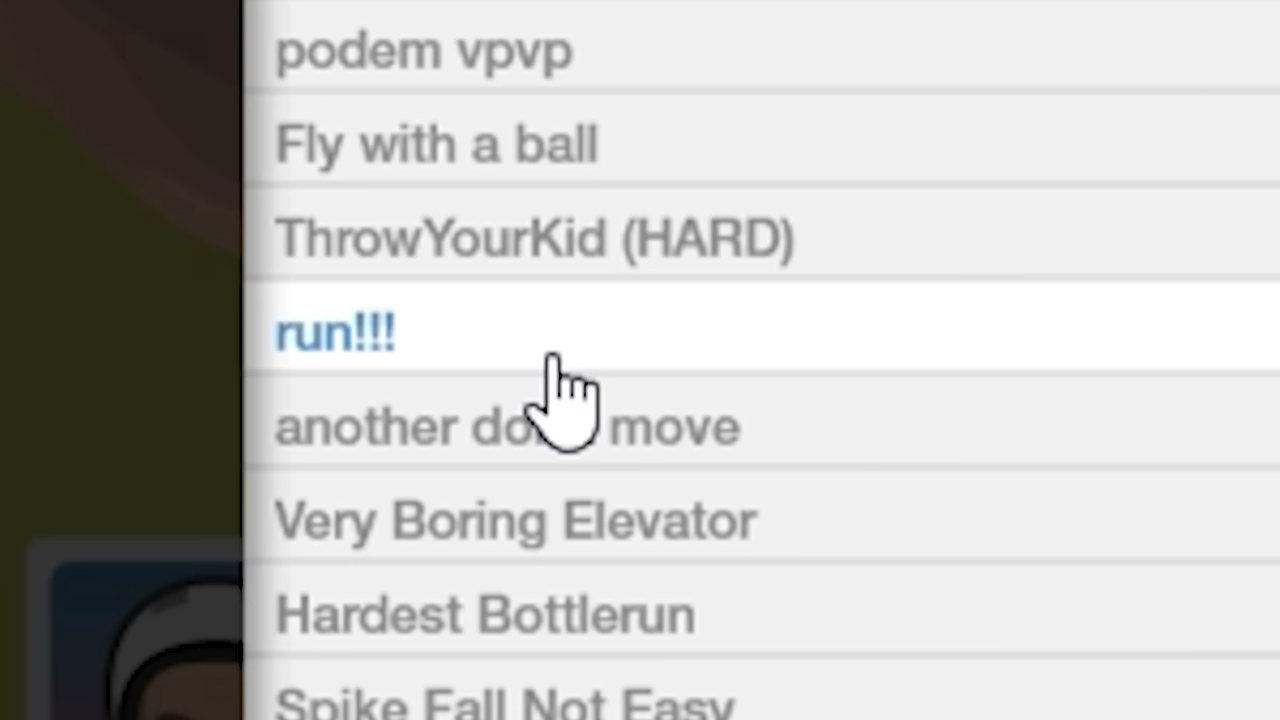 podem vpvp
Fly with a ball
ThrowYourKid (HARD)
run!!!
another move
Very Boring Elevator
Hardest Bottlerun
Spike Fall Not Easy